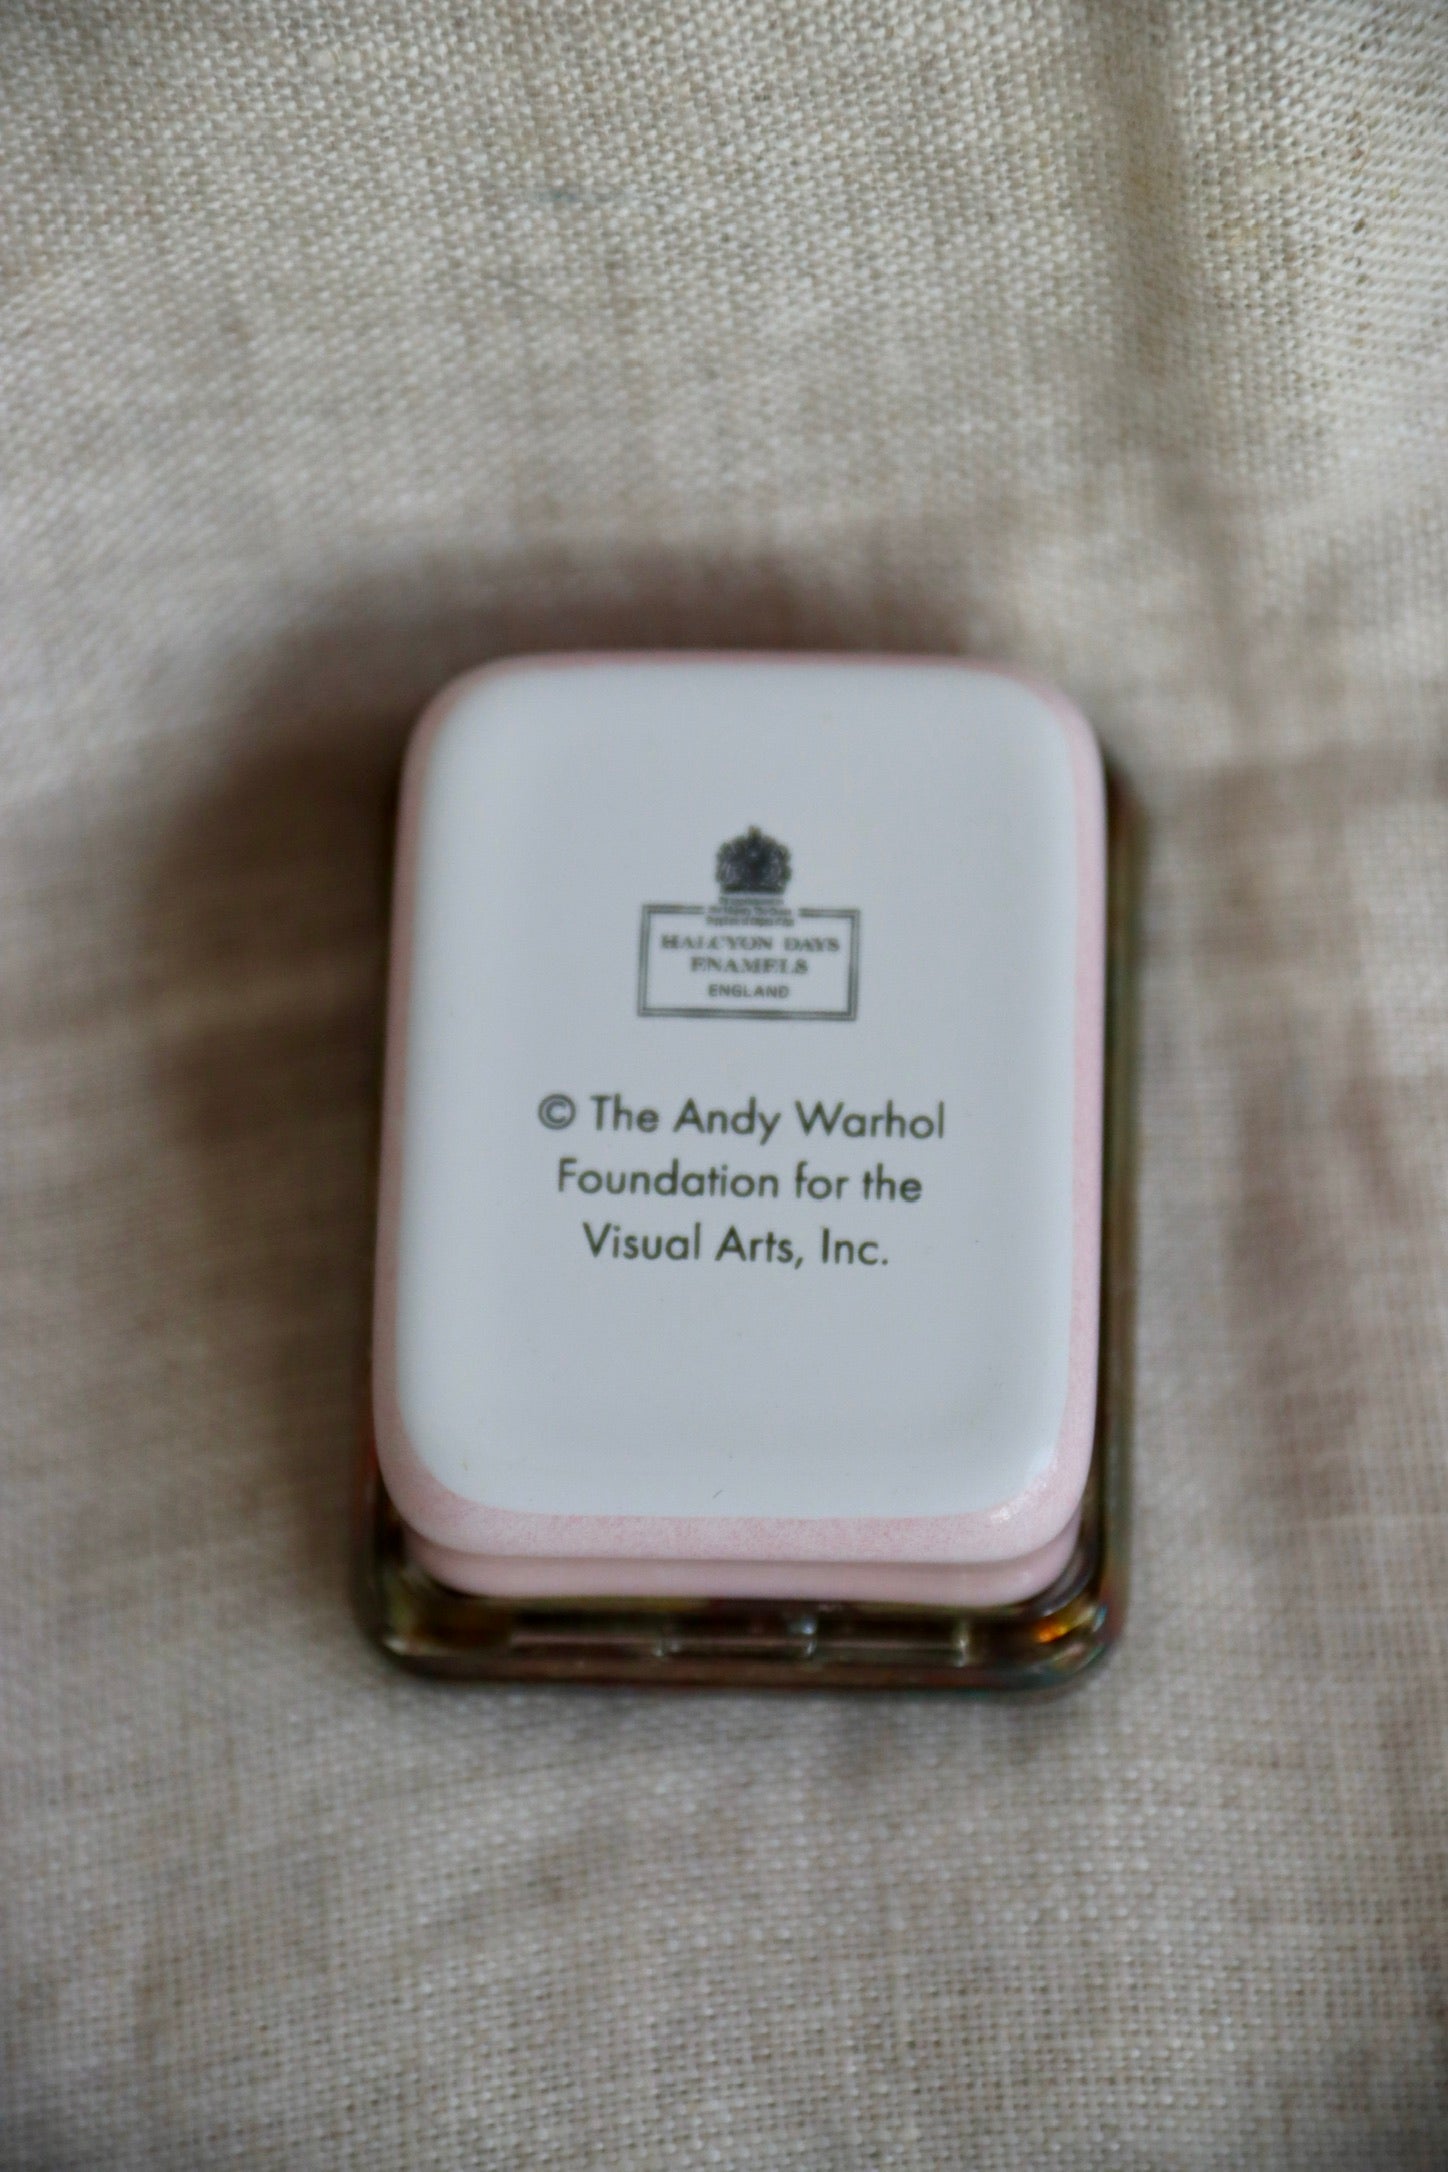 HALCYON DAYS
ENAMELS
ENGLAND
© The Andy Warhol
Foundation for the
Visual Arts, Inc.